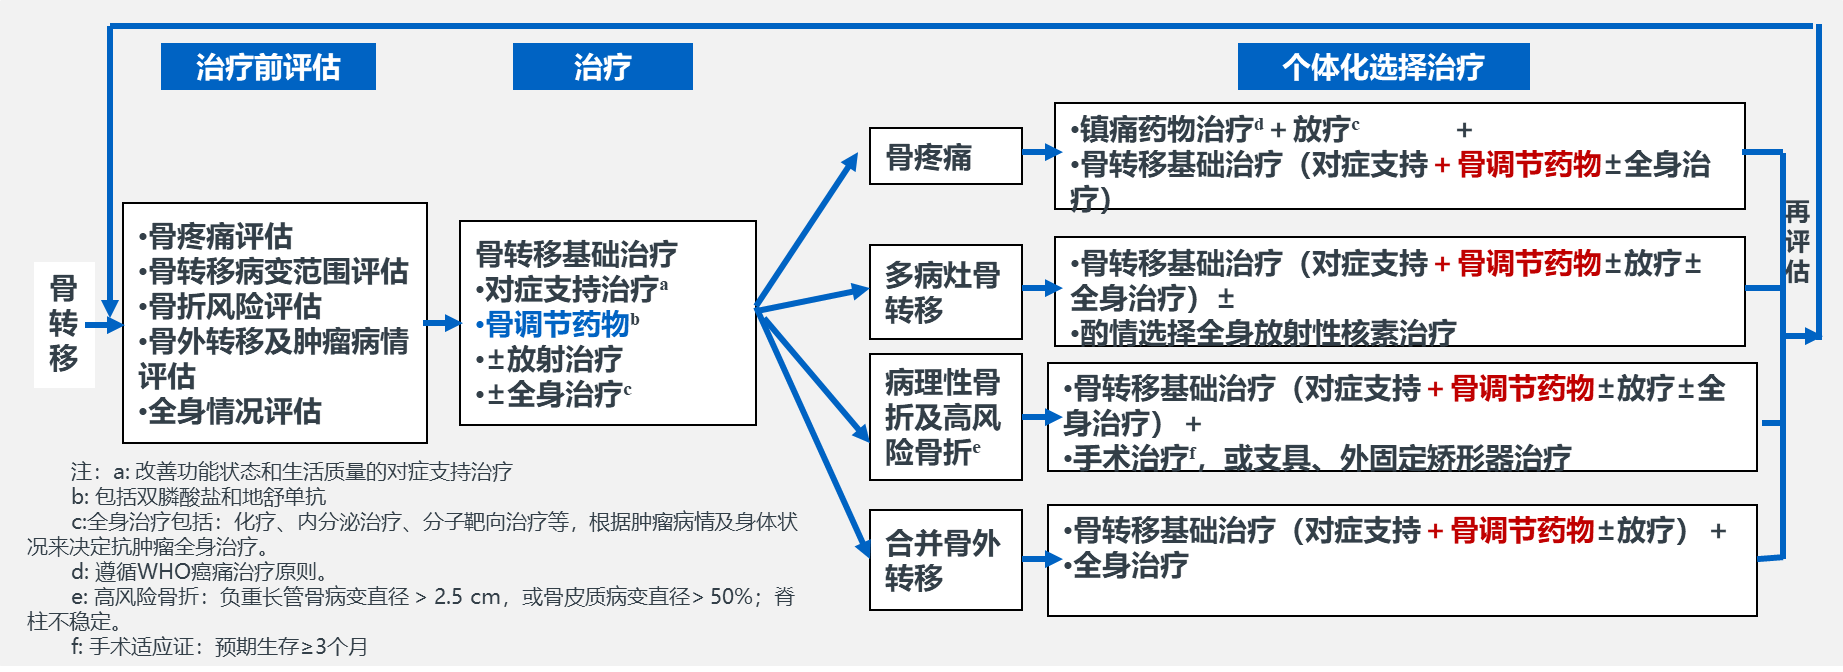 治疗前评估
治疗
个体化选择治疗
骨
转
移
•骨疼痛评估
•骨转移病变范围评估
•骨折风险评估
•骨外转移及肿瘤病情
评估
•全身情况评估
骨转移基础治疗
•对症支持治疗a
•骨调节药物b
•±放射治疗
•±全身治疗c
骨疼痛
•镇痛药物治疗d＋放疗c ＋
•骨转移基础治疗（对症支持＋骨调节药物±全身治
疗）
多病灶骨
转移
•骨转移基础治疗（对症支持＋骨调节药物±放疗±
全身治疗）±
•酌情选择全身放射性核素治疗
病理性骨
折及高风
险骨折e
•骨转移基础治疗（对症支持＋骨调节药物±放疗±全
身治疗）＋
•手术治疗f，或支具、外固定矫形器治疗
合并骨外
转移
•骨转移基础治疗（对症支持＋骨调节药物±放疗）＋
•全身治疗
再
评
估
注：a: 改善功能状态和生活质量的对症支持治疗
b: 包括双膦酸盐和地舒单抗
c:全身治疗包括：化疗、内分泌治疗、分子靶向治疗等，根据肿瘤病情及身体状
况来决定抗肿瘤全身治疗。
d: 遵循WHO癌痛治疗原则。
e: 高风险骨折：负重长管骨病变直径＞2.5 cm，或骨皮质病变直径＞50%；脊
柱不稳定。
f: 手术适应证：预期生存≥3个月